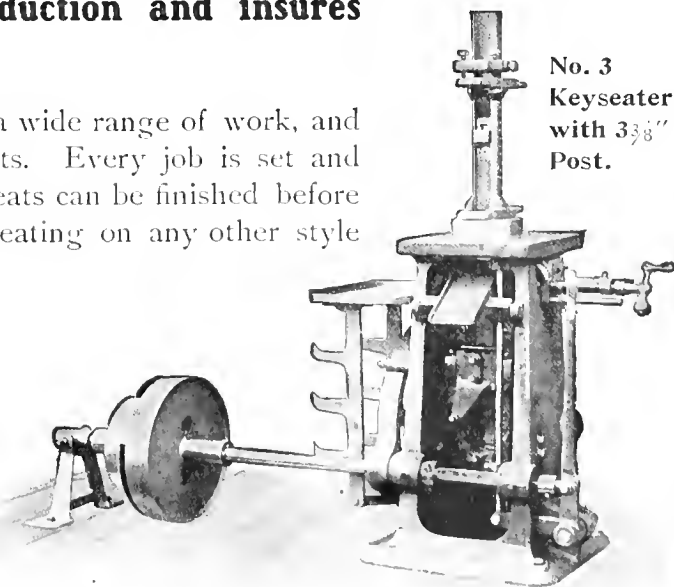 duction and insures
a wide range of work, and
ts. Every job is set and
eats can be finished before
eating on any other style
No. 3
Keyseater
with 3⅜″
Post.